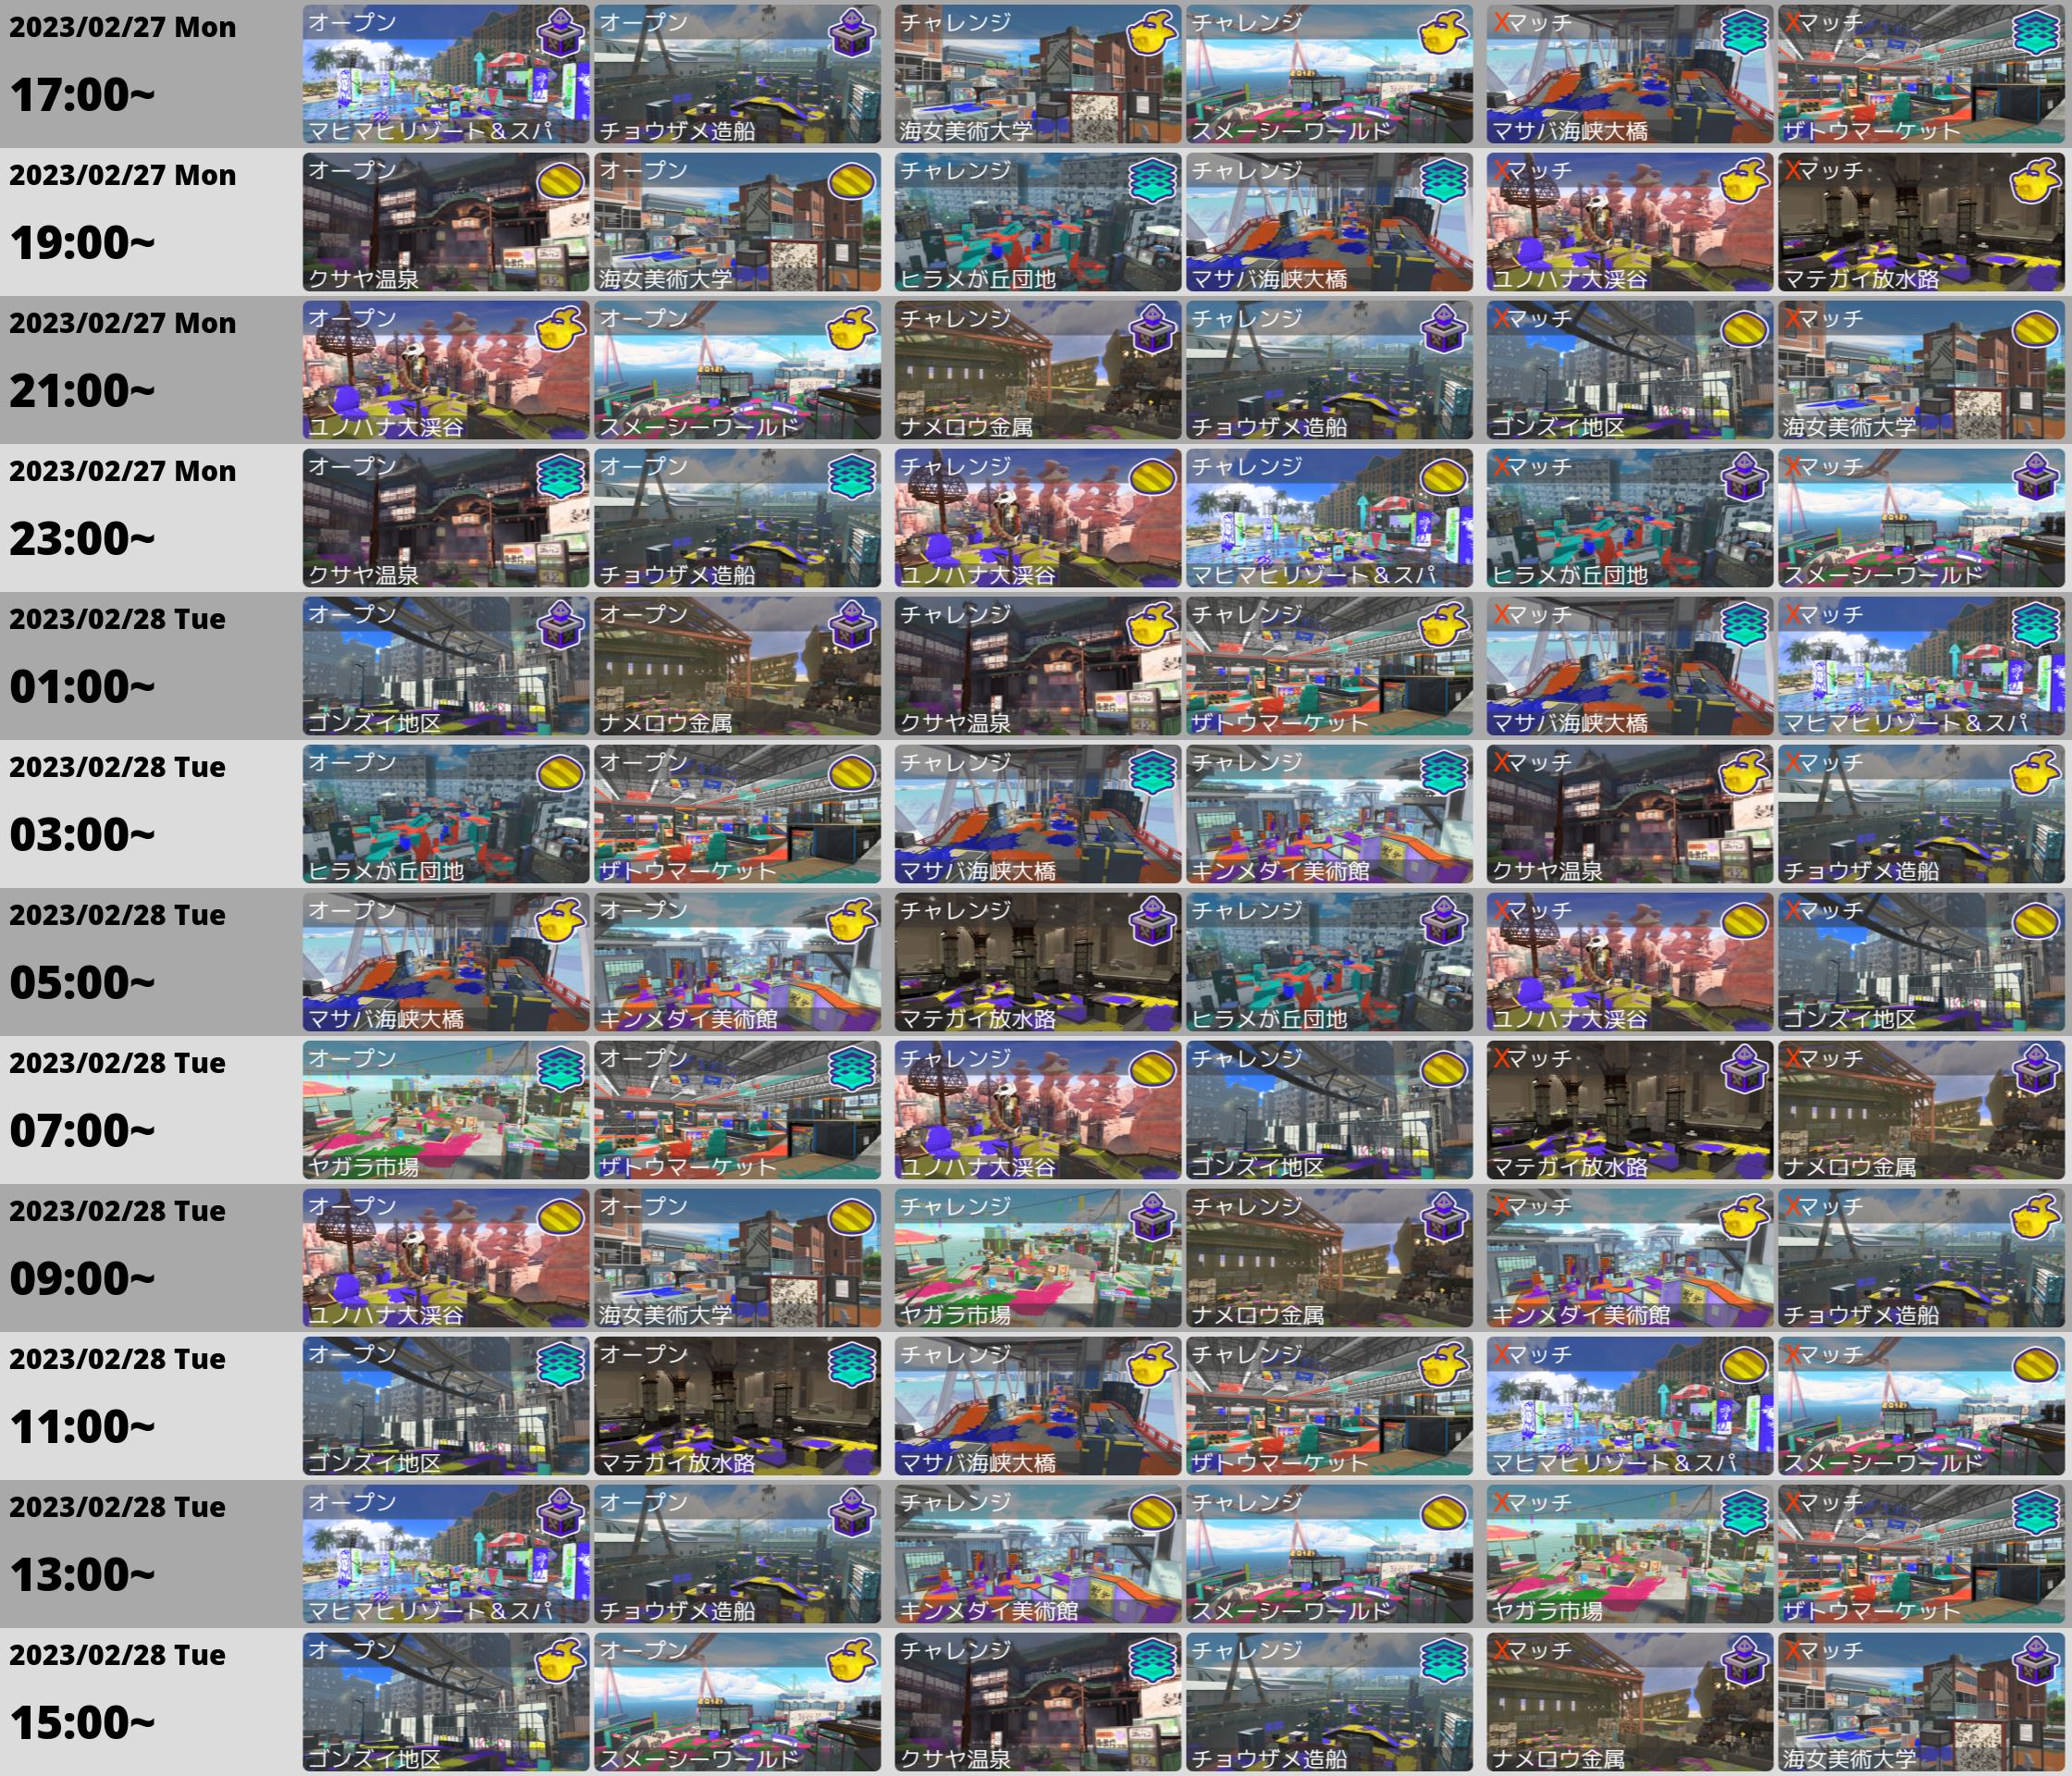 2023/02/27 Mon
17:00~
オープン オープン チャレンジ チャレンジ Xマッチ Xマッチ
マヒマヒリゾート＆スパ チョウザメ造船 海女美術大学 スメーシーワールド マサバ海峡大橋 ザトウマーケット
2023/02/27 Mon
19:00~
オープン オープン チャレンジ チャレンジ Xマッチ Xマッチ
クサヤ温泉 海女美術大学 ヒラメが丘団地 マサバ海峡大橋 ユノハナ大渓谷 マテガイ放水路
2023/02/27 Mon
21:00~
オープン オープン チャレンジ チャレンジ Xマッチ Xマッチ
ユノハナ大渓谷 スメーシーワールド ナメロウ金属 チョウザメ造船 ゴンズイ地区 海女美術大学
2023/02/27 Mon
23:00~
オープン オープン チャレンジ チャレンジ Xマッチ Xマッチ
クサヤ温泉 チョウザメ造船 ユノハナ大渓谷 マヒマヒリゾート＆スパ ヒラメが丘団地 スメーシーワールド
2023/02/28 Tue
01:00~
オープン オープン チャレンジ チャレンジ Xマッチ Xマッチ
ゴンズイ地区 ナメロウ金属 クサヤ温泉 ザトウマーケット マサバ海峡大橋 マヒマヒリゾート＆スパ
2023/02/28 Tue
03:00~
オープン オープン チャレンジ チャレンジ Xマッチ Xマッチ
ヒラメが丘団地 ザトウマーケット マサバ海峡大橋 キンメダイ美術館 クサヤ温泉 チョウザメ造船
2023/02/28 Tue
05:00~
オープン オープン チャレンジ チャレンジ Xマッチ Xマッチ
マサバ海峡大橋 キンメダイ美術館 マテガイ放水路 ヒラメが丘団地 ユノハナ大渓谷 ゴンズイ地区
2023/02/28 Tue
07:00~
オープン オープン チャレンジ チャレンジ Xマッチ Xマッチ
ヤガラ市場 ザトウマーケット ユノハナ大渓谷 ゴンズイ地区 マテガイ放水路 ナメロウ金属
2023/02/28 Tue
09:00~
オープン オープン チャレンジ チャレンジ Xマッチ Xマッチ
ユノハナ大渓谷 海女美術大学 ヤガラ市場 ナメロウ金属 キンメダイ美術館 チョウザメ造船
2023/02/28 Tue
11:00~
オープン オープン チャレンジ チャレンジ Xマッチ Xマッチ
ゴンズイ地区 マテガイ放水路 マサバ海峡大橋 ザトウマーケット マヒマヒリゾート＆スパ スメーシーワールド
2023/02/28 Tue
13:00~
オープン オープン チャレンジ チャレンジ Xマッチ Xマッチ
マヒマヒリゾート＆スパ チョウザメ造船 キンメダイ美術館 スメーシーワールド ヤガラ市場 ザトウマーケット
2023/02/28 Tue
15:00~
オープン オープン チャレンジ チャレンジ Xマッチ Xマッチ
ゴンズイ地区 スメーシーワールド クサヤ温泉 チョウザメ造船 ナメロウ金属 海女美術大学